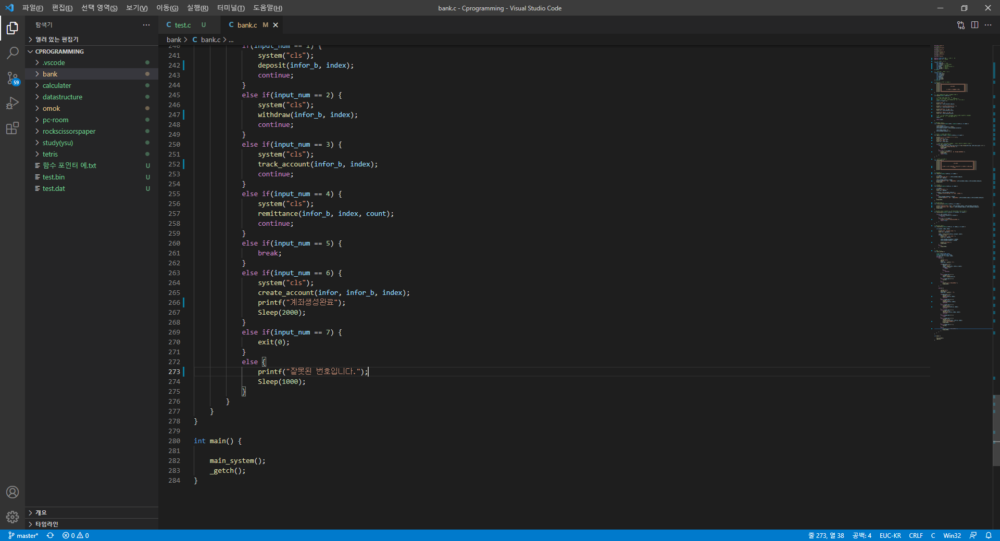 파일(F) 편집(E) 선택 영역(S) 보기(V) 이동(G) 실행(R) 터미널(T) 도움말(H)
bank.c - Cprogramming - Visual Studio Code
탐색기
열려 있는 편집기
CPROGRAMMING
.vscode
bank
calculater
datastructure
omok
pc-room
rockscissorspaper
study(ysu)
tetris
함수 포인터 예.txt U
test.bin U
test.dat U
개요
타임라인
59
test.c U
bank.c M
bank > C bank.c > ...
240 if(input_num == 1) {
241 system("cls");
242 deposit(infor_b, index);
243 continue;
244 }
245 else if(input_num == 2) {
246 system("cls");
247 withdraw(infor_b, index);
248 continue;
249 }
250 else if(input_num == 3) {
251 system("cls");
252 track_account(infor_b, index);
253 continue;
254 }
255 else if(input_num == 4) {
256 system("cls");
257 remittance(infor_b, index, count);
258 continue;
259 }
260 else if(input_num == 5) {
261 break;
262 }
263 else if(input_num == 6) {
264 system("cls");
265 create_account(infor, infor_b, index);
266 printf("계좌생성완료");
267 Sleep(2000);
268 }
269 else if(input_num == 7) {
270 exit(0);
271 }
272 else {
273 printf("잘못된 번호입니다.");
274 Sleep(1000);
275 }
276 }
277 }
278 }
279
280 int main() {
281
282 main_system();
283 _getch();
284 }
master* 0 0
줄 273, 열 38 공백: 4 EUC-KR CRLF C Win32